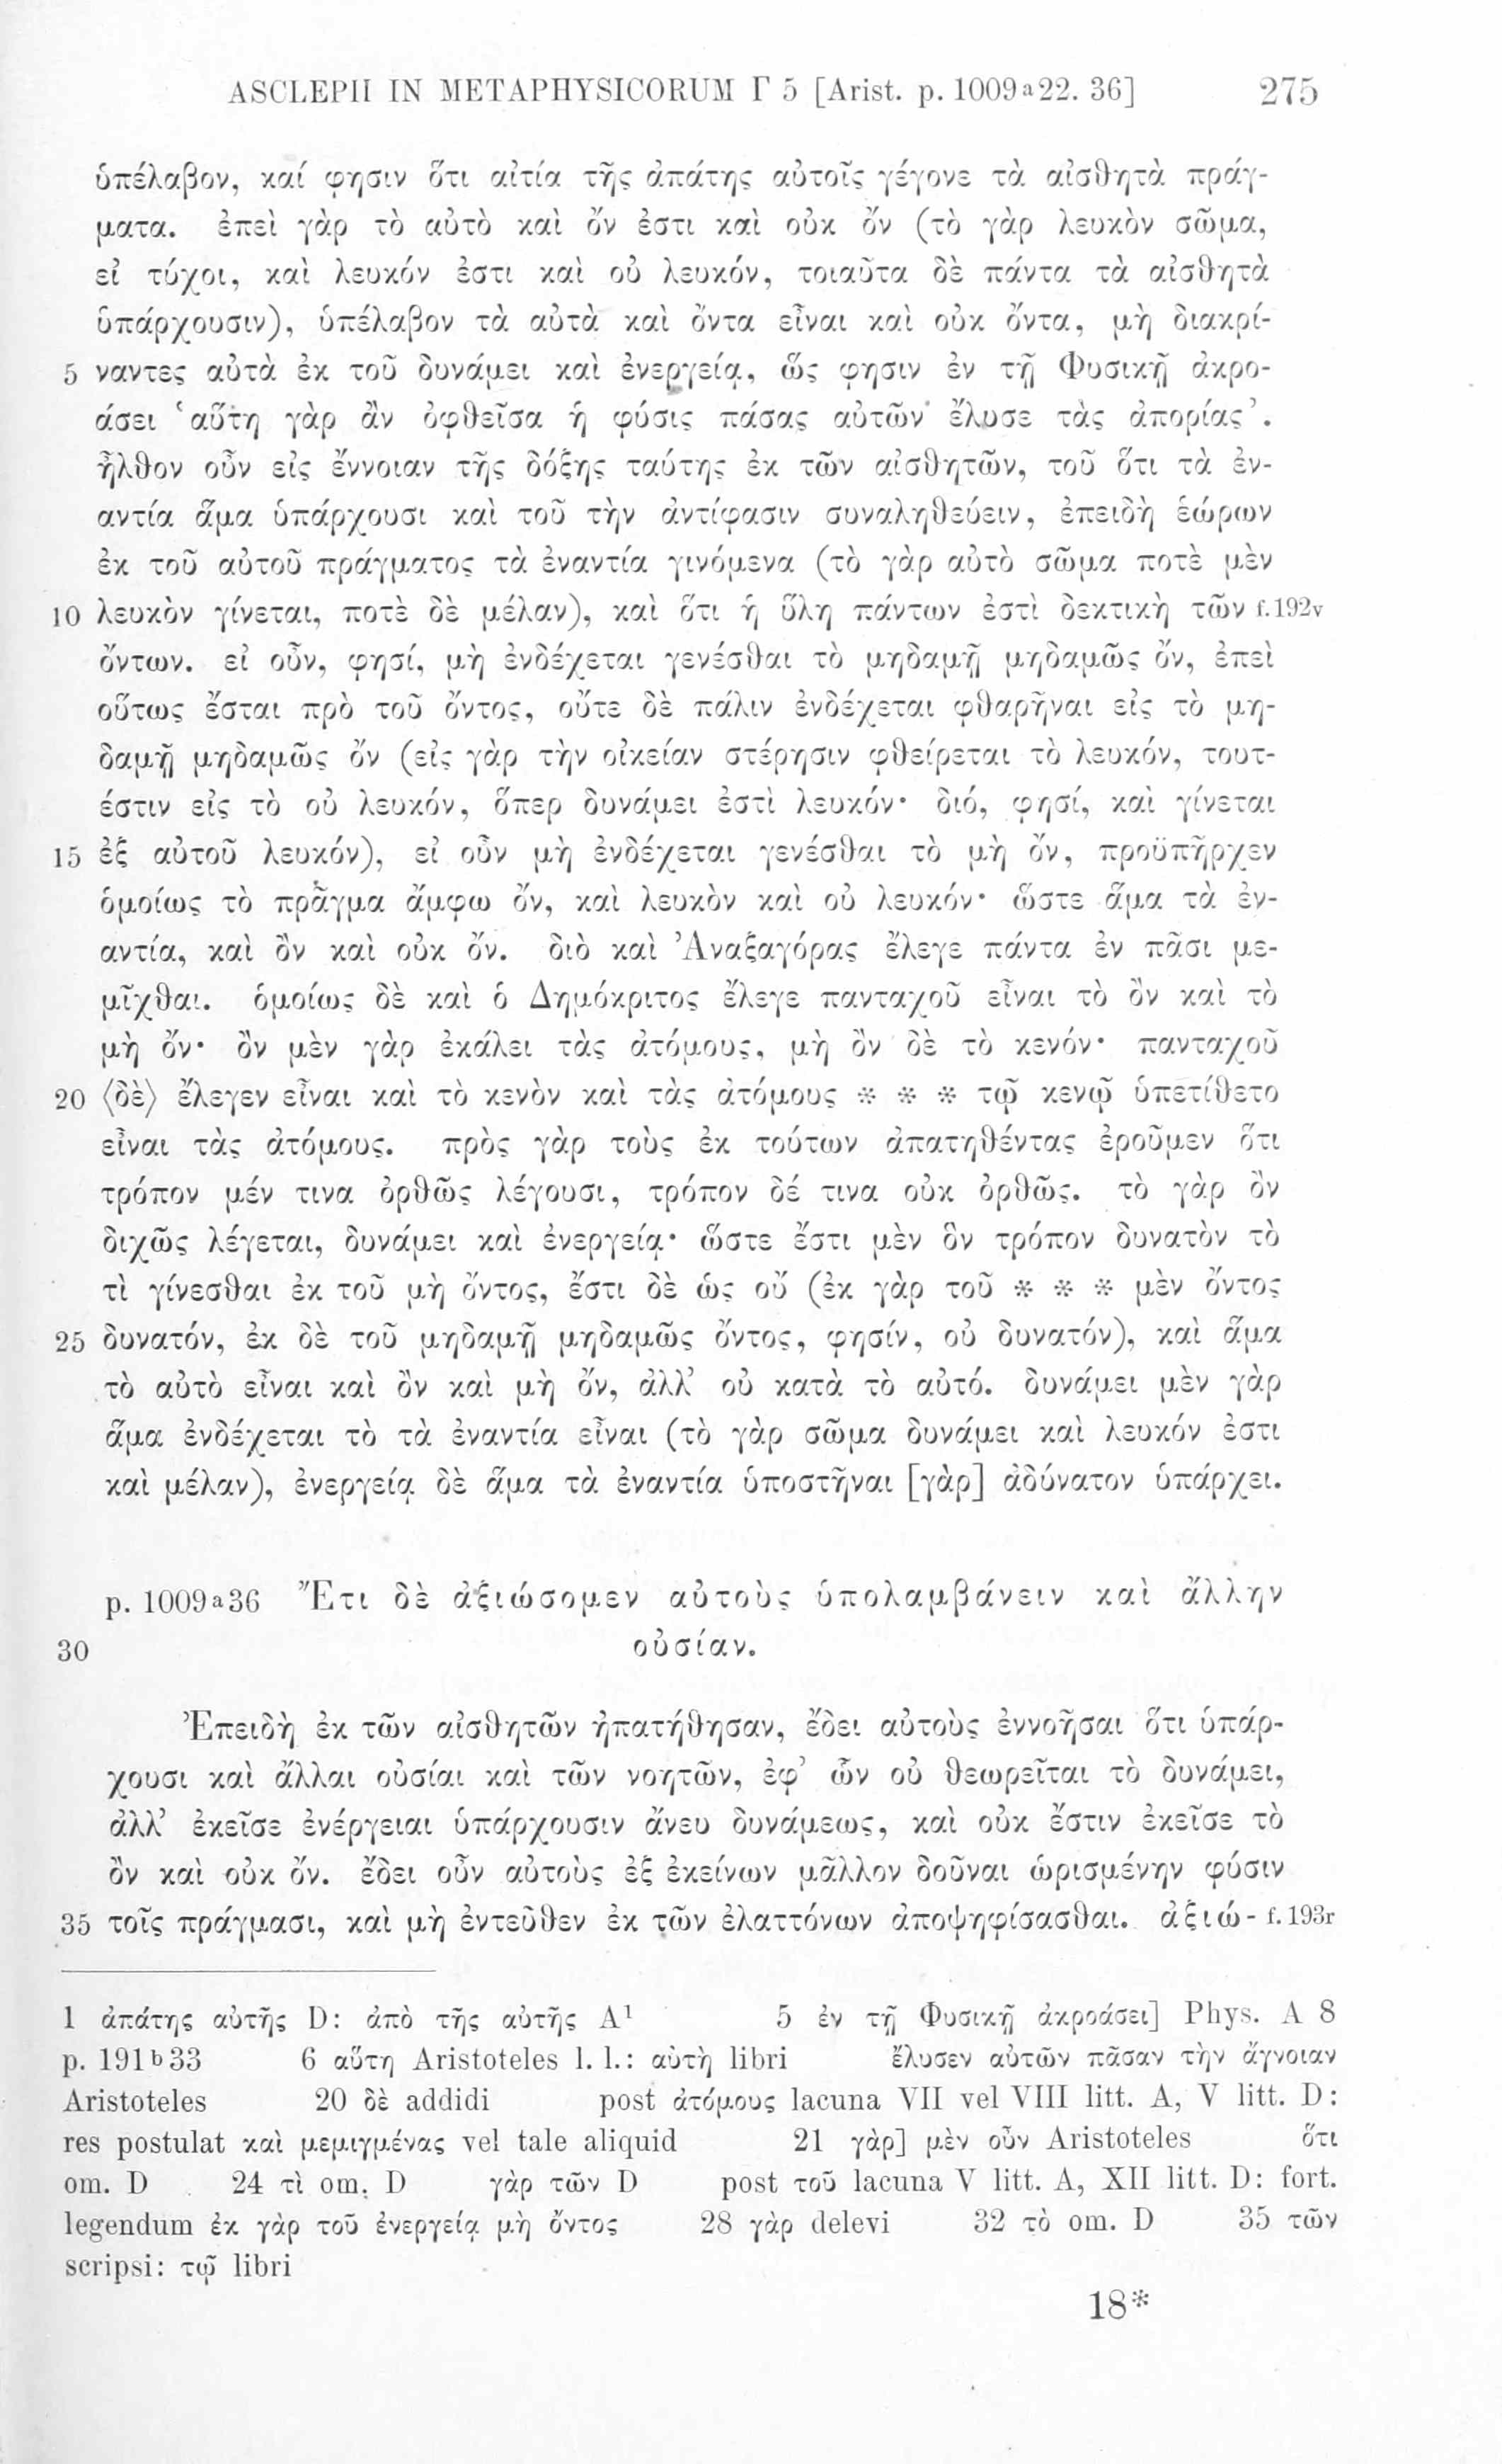 ASCLEPII IN METAPHYSICORUM Γ 5 [Arist. p. 1009 a 22. 36] 275
ὑπέλαβον, καί φησιν ὅτι αἰτία τῆς ἀπάτης αὐτοῖς γέγονε τὰ αἰσθητὰ πράγ-
ματα. ἐπεὶ γὰρ τὸ αὐτὸ καὶ ὄν ἐστι καὶ οὐκ ὄν (τὸ γὰρ λευκὸν σῶμα,
εἰ τύχοι, καὶ λευκόν ἐστι καὶ οὐ λευκόν, τοιαῦτα δὲ πάντα τὰ αἰσθητὰ
ὑπάρχουσιν), ὑπέλαβον τὰ αὐτὰ καὶ ὄντα εἶναι καὶ οὐκ ὄντα, μὴ διακρί-
5 ναντες αὐτὰ ἐκ τοῦ δυνάμει καὶ ἐνεργείᾳ, ὥς φησιν ἐν τῇ Φυσικῇ ἀκρο-
άσει ‘αὕτη γὰρ ἂν ὀφθεῖσα ἡ φύσις πάσας αὐτῶν ἔλυσε τὰς ἀπορίας’.
ἦλθον οὖν εἰς ἔννοιαν τῆς δόξης ταύτης ἐκ τῶν αἰσθητῶν, τοῦ ὅτι τὰ ἐν-
αντία ἅμα ὑπάρχουσι καὶ τοῦ τὴν ἀντίφασιν συναληθεύειν, ἐπειδὴ ἑώρων
ἐκ τοῦ αὐτοῦ πράγματος τὰ ἐναντία γινόμενα (τὸ γὰρ αὐτὸ σῶμα ποτὲ μὲν
10 λευκὸν γίνεται, ποτὲ δὲ μέλαν), καὶ ὅτι ἡ ὕλη πάντων ἐστὶ δεκτικὴ τῶν f.192v
ὄντων. εἰ οὖν, φησί, μὴ ἐνδέχεται γενέσθαι τὸ μηδαμῇ μηδαμῶς ὄν, ἐπεὶ
οὕτως ἔσται πρὸ τοῦ ὄντος, οὔτε δὲ πάλιν ἐνδέχεται φθαρῆναι εἰς τὸ μη-
δαμῇ μηδαμῶς ὄν (εἰς γὰρ τὴν οἰκείαν στέρησιν φθείρεται τὸ λευκόν, τουτ-
έστιν εἰς τὸ οὐ λευκόν, ὅπερ δυνάμει ἐστὶ λευκόν· διό, φησί, καὶ γίνεται
15 ἐξ αὐτοῦ λευκόν), εἰ οὖν μὴ ἐνδέχεται γενέσθαι τὸ μὴ ὄν, προϋπῆρχεν
ὁμοίως τὸ πρᾶγμα ἄμφω ὄν, καὶ λευκὸν καὶ οὐ λευκόν· ὥστε ἅμα τὰ ἐν-
αντία, καὶ ὂν καὶ οὐκ ὄν. διὸ καὶ Ἀναξαγόρας ἔλεγε πάντα ἐν πᾶσι με-
μῖχθαι. ὁμοίως δὲ καὶ ὁ Δημόκριτος ἔλεγε πανταχοῦ εἶναι τὸ ὂν καὶ τὸ
μὴ ὄν· ὂν μὲν γὰρ ἐκάλει τὰς ἀτόμους, μὴ ὂν δὲ τὸ κενόν· πανταχοῦ
20 ⟨δὲ⟩ ἔλεγεν εἶναι καὶ τὸ κενὸν καὶ τὰς ἀτόμους * * * τῷ κενῷ ὑπετίθετο
εἶναι τὰς ἀτόμους. πρὸς γὰρ τοὺς ἐκ τούτων ἀπατηθέντας ἐροῦμεν ὅτι
τρόπον μέν τινα ὀρθῶς λέγουσι, τρόπον δέ τινα οὐκ ὀρθῶς. τὸ γὰρ ὂν
διχῶς λέγεται, δυνάμει καὶ ἐνεργείᾳ· ὥστε ἔστι μὲν ὃν τρόπον δυνατὸν τὸ
τὶ γίνεσθαι ἐκ τοῦ μὴ ὄντος, ἔστι δὲ ὡς οὔ (ἐκ γὰρ τοῦ * * * μὲν ὄντος
25 δυνατόν, ἐκ δὲ τοῦ μηδαμῇ μηδαμῶς ὄντος, φησίν, οὐ δυνατόν), καὶ ἅμα
τὸ αὐτὸ εἶναι καὶ ὂν καὶ μὴ ὄν, ἀλλ’ οὐ κατὰ τὸ αὐτό. δυνάμει μὲν γὰρ
ἅμα ἐνδέχεται τὸ τὰ ἐναντία εἶναι (τὸ γὰρ σῶμα δυνάμει καὶ λευκόν ἐστι
καὶ μέλαν), ἐνεργείᾳ δὲ ἅμα τὰ ἐναντία ὑποστῆναι [γὰρ] ἀδύνατον ὑπάρχει.
p. 1009 a 36 Ἔτι δὲ ἀξιώσομεν αὐτοὺς ὑπολαμβάνειν καὶ ἄλλην
30 οὐσίαν.
Ἐπειδὴ ἐκ τῶν αἰσθητῶν ἠπατήθησαν, ἔδει αὐτοὺς ἐννοῆσαι ὅτι ὑπάρ-
χουσι καὶ ἄλλαι οὐσίαι καὶ τῶν νοητῶν, ἐφ’ ὧν οὐ θεωρεῖται τὸ δυνάμει,
ἀλλ’ ἐκεῖσε ἐνέργειαι ὑπάρχουσιν ἄνευ δυνάμεως, καὶ οὐκ ἔστιν ἐκεῖσε τὸ
ὂν καὶ οὐκ ὄν. ἔδει οὖν αὐτοὺς ἐξ ἐκείνων μᾶλλον δοῦναι ὡρισμένην φύσιν
35 τοῖς πράγμασι, καὶ μὴ ἐντεῦθεν ἐκ τῶν ἐλαττόνων ἀποψηφίσασθαι. ἀξιώ- f.193r
1 ἀπάτης αὐτῆς D: ἀπὸ τῆς αὐτῆς A¹ 5 ἐν τῇ Φυσικῇ ἀκροάσει] Phys. A 8
p. 191 b 33 6 αὕτη Aristoteles l. l.: αὐτὴ libri ἔλυσεν αὐτῶν πᾶσαν τὴν ἄγνοιαν
Aristoteles 20 δὲ addidi post ἀτόμους lacuna VII vel VIII litt. A, V litt. D:
res postulat καὶ μεμιγμένας vel tale aliquid 21 γὰρ] μὲν οὖν Aristoteles ὅτι
om. D 24 τὶ om. D γὰρ τῶν D post τοῦ lacuna V litt. A, XII litt. D: fort.
legendum ἐκ γὰρ τοῦ ἐνεργείᾳ μὴ ὄντος 28 γὰρ delevi 32 τὸ om. D 35 τῶν
scripsi: τῷ libri
18*